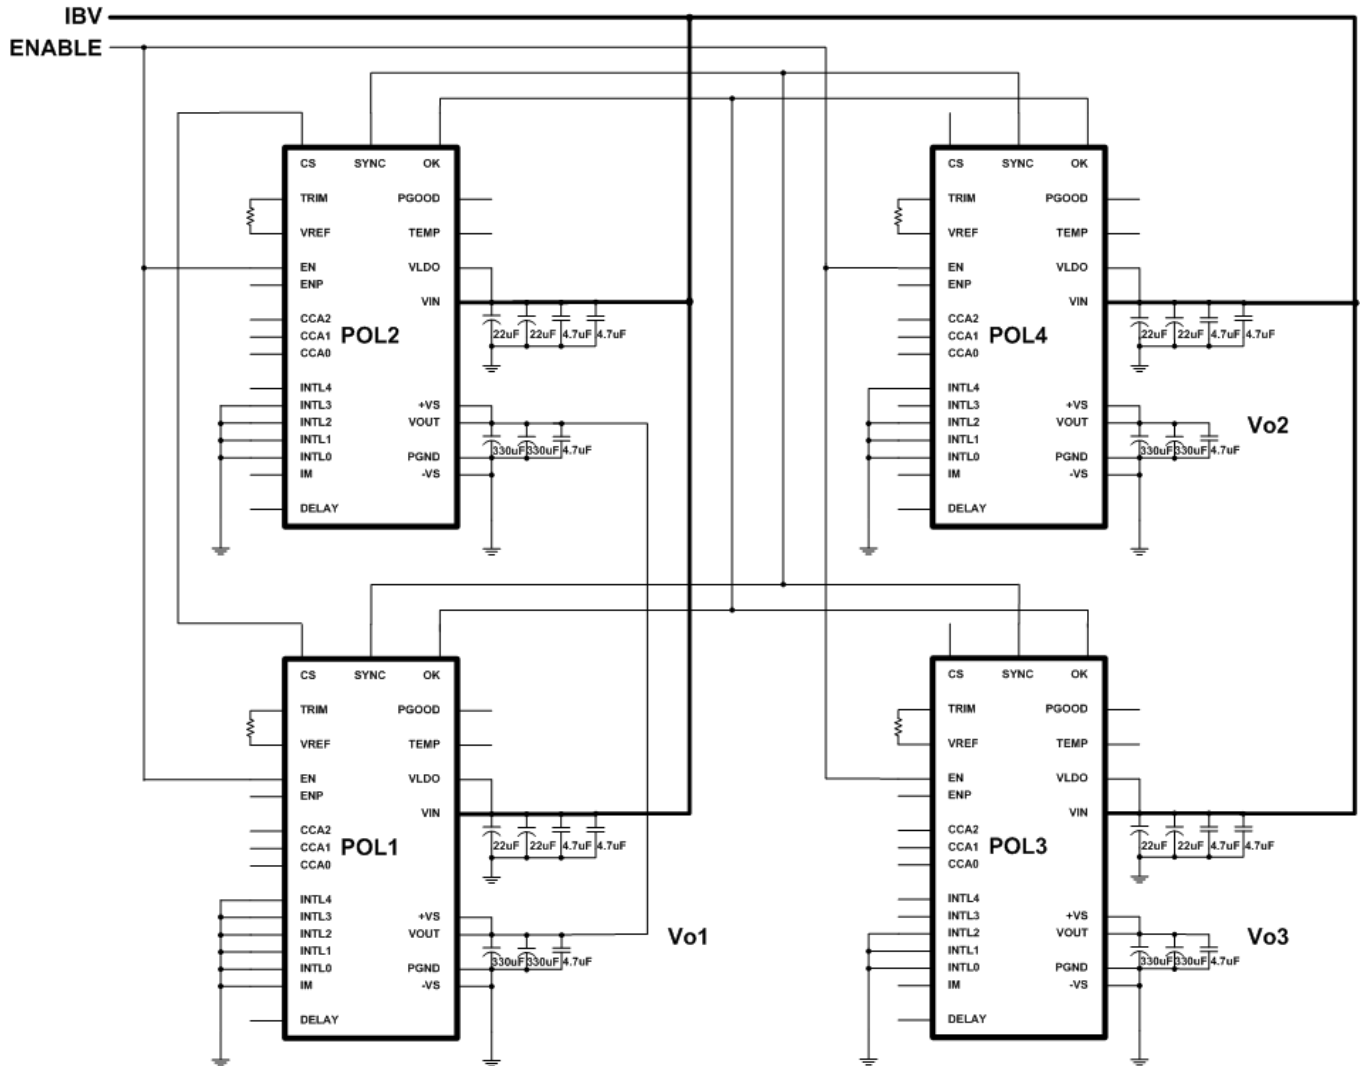 IBV
ENABLE
CS SYNC OK
TRIM PGOOD
VREF TEMP
EN VLDO
ENP
VIN
CCA2
CCA1
CCA0
POL2
22uF 22uF 4.7uF 4.7uF
INTL4
INTL3 +VS
INTL2 VOUT
INTL1
INTL0 PGND
IM -VS
330uF 330uF 4.7uF
DELAY
CS SYNC OK
TRIM PGOOD
VREF TEMP
EN VLDO
ENP
VIN
CCA2
CCA1
CCA0
POL4
22uF 22uF 4.7uF 4.7uF
INTL4
INTL3 +VS
INTL2 VOUT
INTL1
INTL0 PGND
IM -VS
330uF 330uF 4.7uF
DELAY
Vo2
CS SYNC OK
TRIM PGOOD
VREF TEMP
EN VLDO
ENP
VIN
CCA2
CCA1
CCA0
POL1
22uF 22uF 4.7uF 4.7uF
INTL4
INTL3 +VS
INTL2 VOUT
INTL1
INTL0 PGND
IM -VS
330uF 330uF 4.7uF
DELAY
Vo1
CS SYNC OK
TRIM PGOOD
VREF TEMP
EN VLDO
ENP
VIN
CCA2
CCA1
CCA0
POL3
22uF 22uF 4.7uF 4.7uF
INTL4
INTL3 +VS
INTL2 VOUT
INTL1
INTL0 PGND
IM -VS
330uF 330uF 4.7uF
DELAY
Vo3